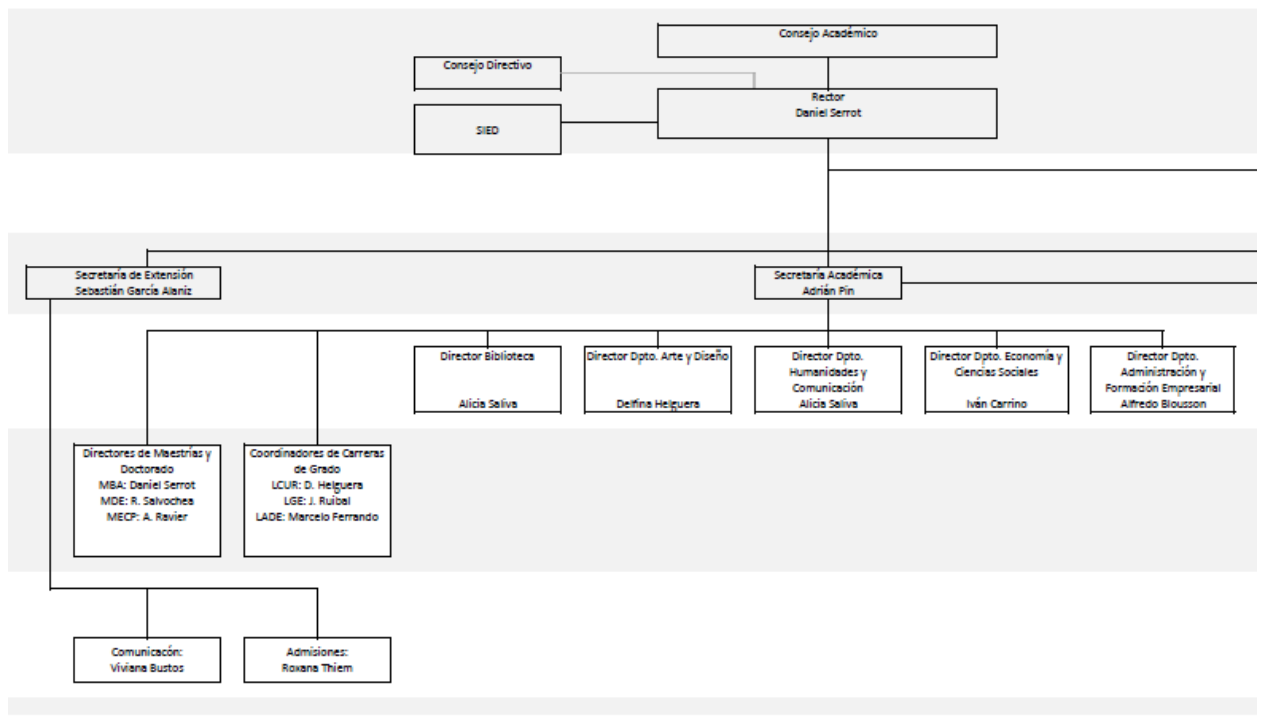 Consejo Académico
Consejo Directivo
Rector
Daniel Serrot
SIED
Secretaría de Extensión
Sebastián García Alaniz
Secretaría Académica
Adrián Pin
Director Biblioteca
Alicia Saliva
Director Dpto. Arte y Diseño
Delfina Helguera
Director Dpto.
Humanidades y
Comunicación
Alicia Saliva
Director Dpto. Economía y
Ciencias Sociales
Iván Carrino
Director Dpto.
Administración y
Formación Empresarial
Alfredo Blousson
Directores de Maestrías y
Doctorado
MBA: Daniel Serrot
MDE: R. Salvochea
MECP: A. Ravier
Coordinadores de Carreras
de Grado
LCUR: D. Helguera
LGE: J. Ruibal
LADE: Marcelo Ferrando
Comunicacón:
Viviana Bustos
Admisiones:
Roxana Thiem